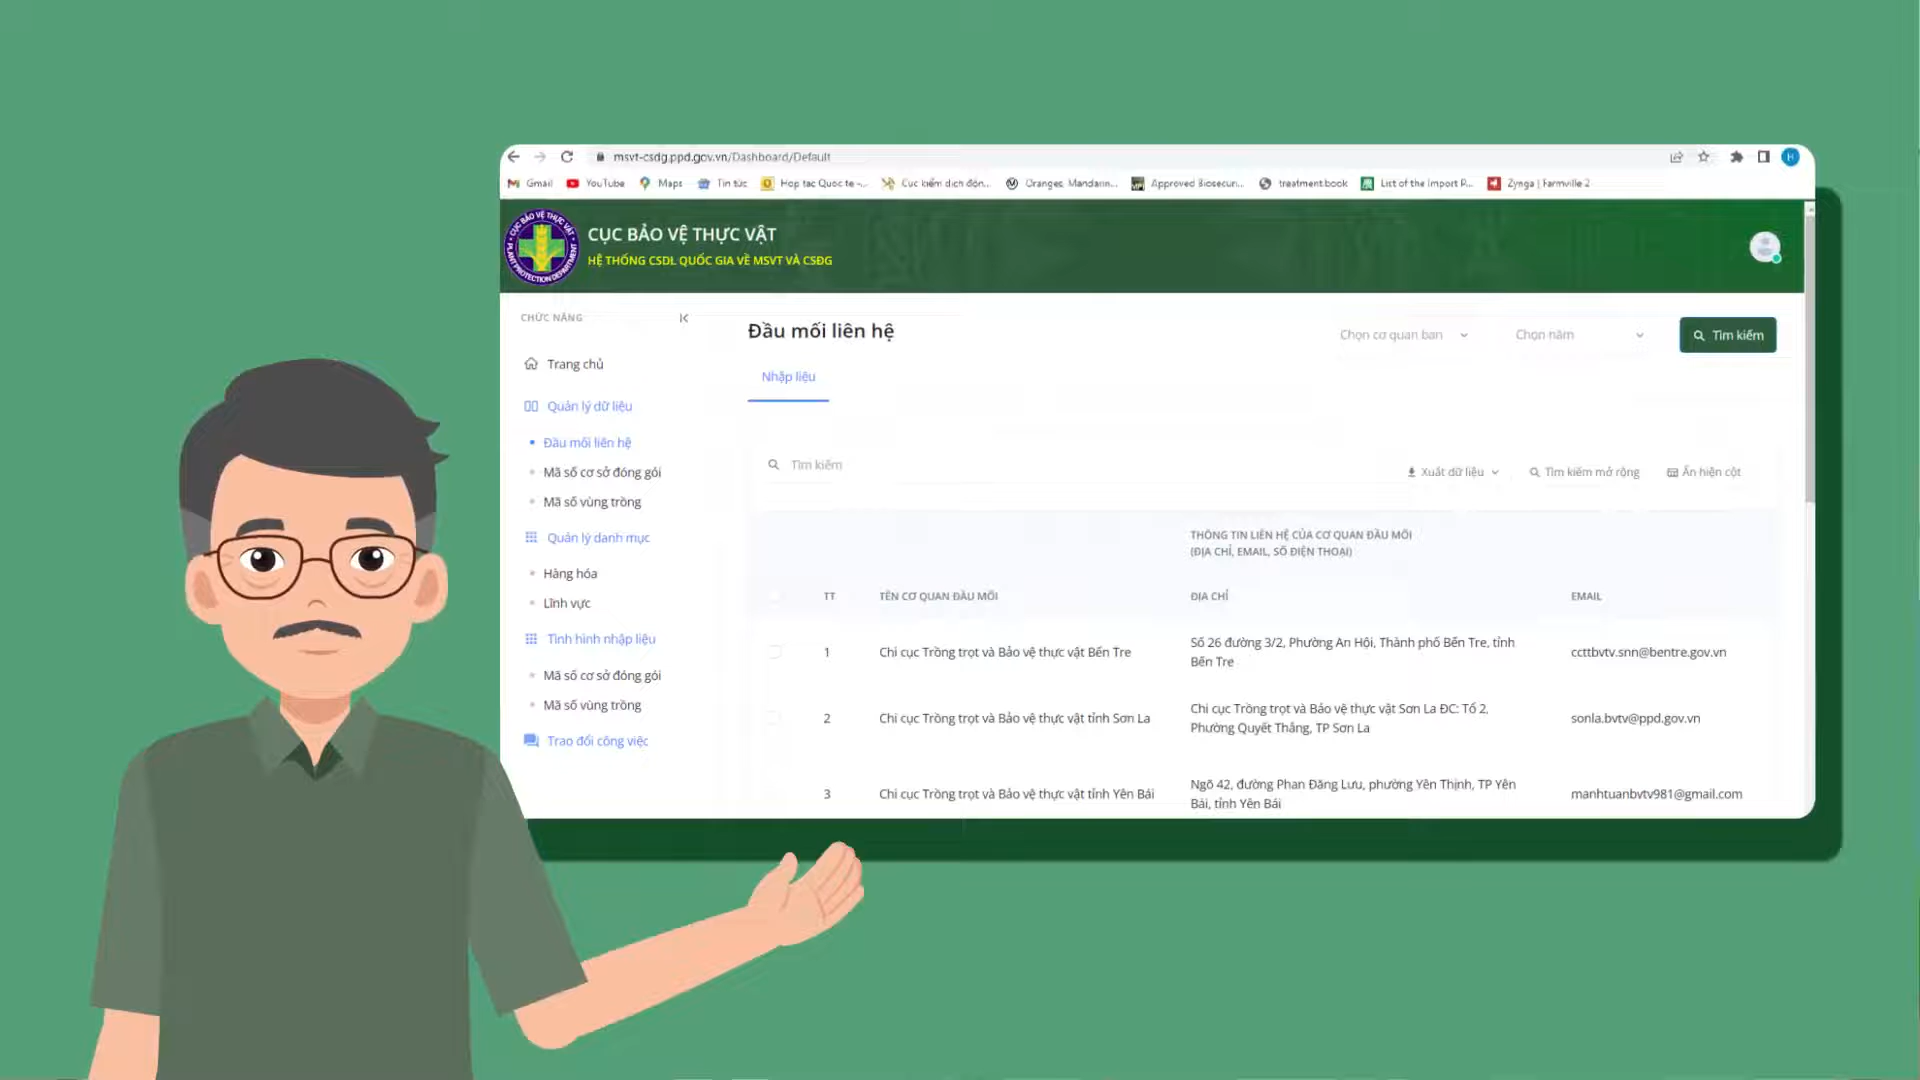 msvt-csdg.ppd.gov.vn/Dashboard/Default
H
Gmail YouTube Maps Tin tức Hop tac Quoc te -... Cục kiểm dịch độn... Oranges, Mandarin... Approved Biosecuri... treatment book List of the Import P... Zynga | Farmville 2
CỤC BẢO VỆ THỰC VẬT
PLANT PROTECTION DEPARTMENT
CỤC BẢO VỆ THỰC VẬT
HỆ THỐNG CSDL QUỐC GIA VỀ MSVT VÀ CSĐG
CHỨC NĂNG
Trang chủ
Quản lý dữ liệu
Đầu mối liên hệ
Mã số cơ sở đóng gói
Mã số vùng trồng
Quản lý danh mục
Hàng hóa
Lĩnh vực
Tình hình nhập liệu
Mã số cơ sở đóng gói
Mã số vùng trồng
Trao đổi công việc
Đầu mối liên hệ
Chọn cơ quan ban
Chọn năm
Tìm kiếm
Nhập liệu
Tìm kiếm
Xuất dữ liệu
Tìm kiếm mở rộng
Ẩn hiện cột
THÔNG TIN LIÊN HỆ CỦA CƠ QUAN ĐẦU MỐI
(ĐỊA CHỈ, EMAIL, SỐ ĐIỆN THOẠI)
TT TÊN CƠ QUAN ĐẦU MỐI ĐỊA CHỈ EMAIL
1 Chi cục Trồng trọt và Bảo vệ thực vật Bến Tre
Số 26 đường 3/2, Phường An Hội, Thành phố Bến Tre, tỉnh
Bến Tre
ccttbvtv.snn@bentre.gov.vn
2 Chi cục Trồng trọt và Bảo vệ thực vật tỉnh Sơn La
Chi cục Trồng trọt và Bảo vệ thực vật Sơn La ĐC: Tổ 2,
Phường Quyết Thắng, TP Sơn La
sonla.bvtv@ppd.gov.vn
3 Chi cục Trồng trọt và Bảo vệ thực vật tỉnh Yên Bái
Ngõ 42, đường Phan Đăng Lưu, phường Yên Thịnh, TP Yên
Bái, tỉnh Yên Bái
manhtuanbvtv981@gmail.com